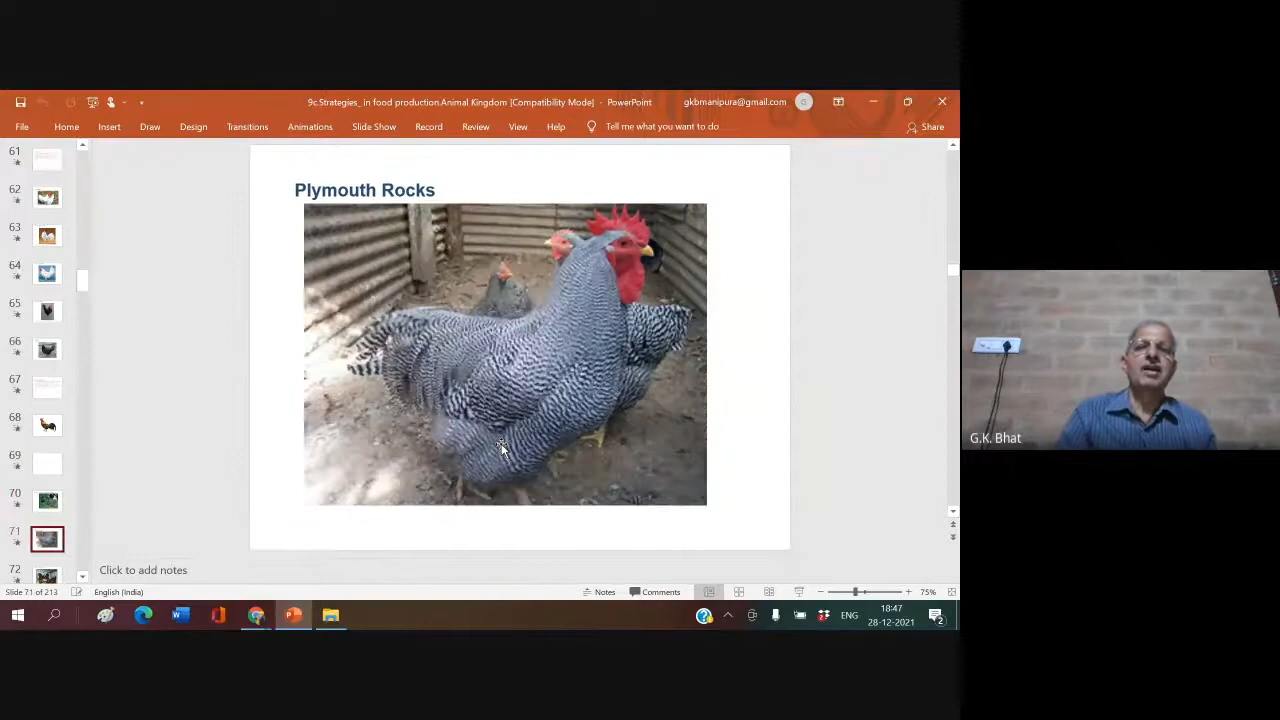 9c.Strategies_ in food production.Animal Kingdom [Compatibility Mode] - PowerPoint
gkbmanipura@gmail.com
G
File Home Insert Draw Design Transitions Animations Slide Show Record Review View Help Tell me what you want to do
Share
61
62
63
64
65
66
67
68
69
70
71
72
Plymouth Rocks
Click to add notes
Slide 71 of 213 English (India) Notes Comments 75%
ENG
18:47
28-12-2021
2
G.K. Bhat